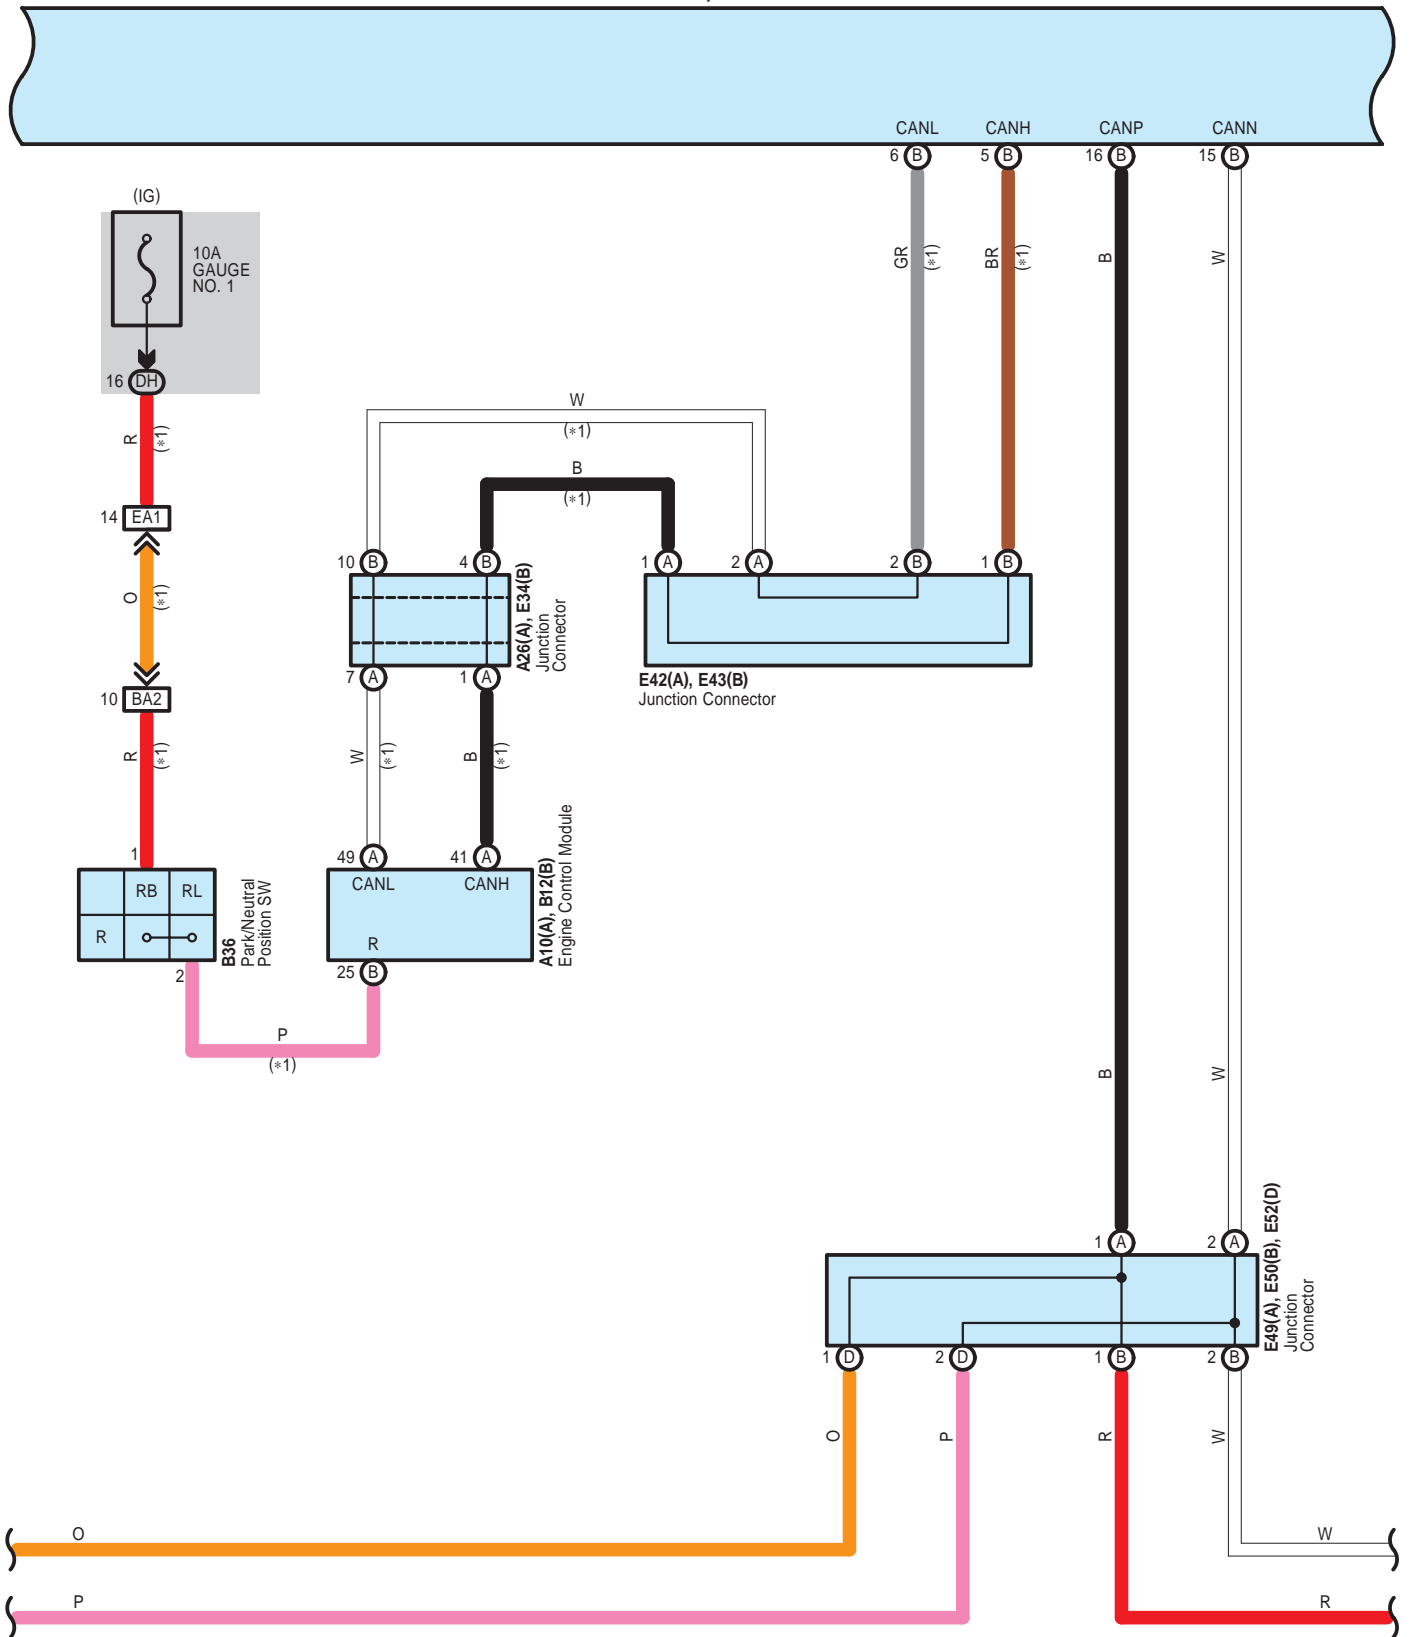 CANL CANH CANP CANN
6 B 5 B 16 B 15 B
(IG)
10A
GAUGE
NO. 1
GR (∗1) BR (∗1) B W
16 DH
R (∗1)
W
(∗1)
B
(∗1)
14 EA1
O (∗1)
10 B 4 B 1 A 2 A 2 B 1 B
A26(A), E34(B)
Junction
Connector
7 A 1 A
E42(A), E43(B)
Junction Connector
10 BA2
R (∗1) W (∗1) B (∗1)
1
49 A 41 A
RB RL
R
B36
Park/Neutral
Position SW
CANL CANH
R
A10(A), B12(B)
Engine Control Module
2
25 B
P
(∗1)
B W
1 A 2 A
E49(A), E50(B), E52(D)
Junction
Connector
1 D 2 D 1 B 2 B
O P R W
O W
P R